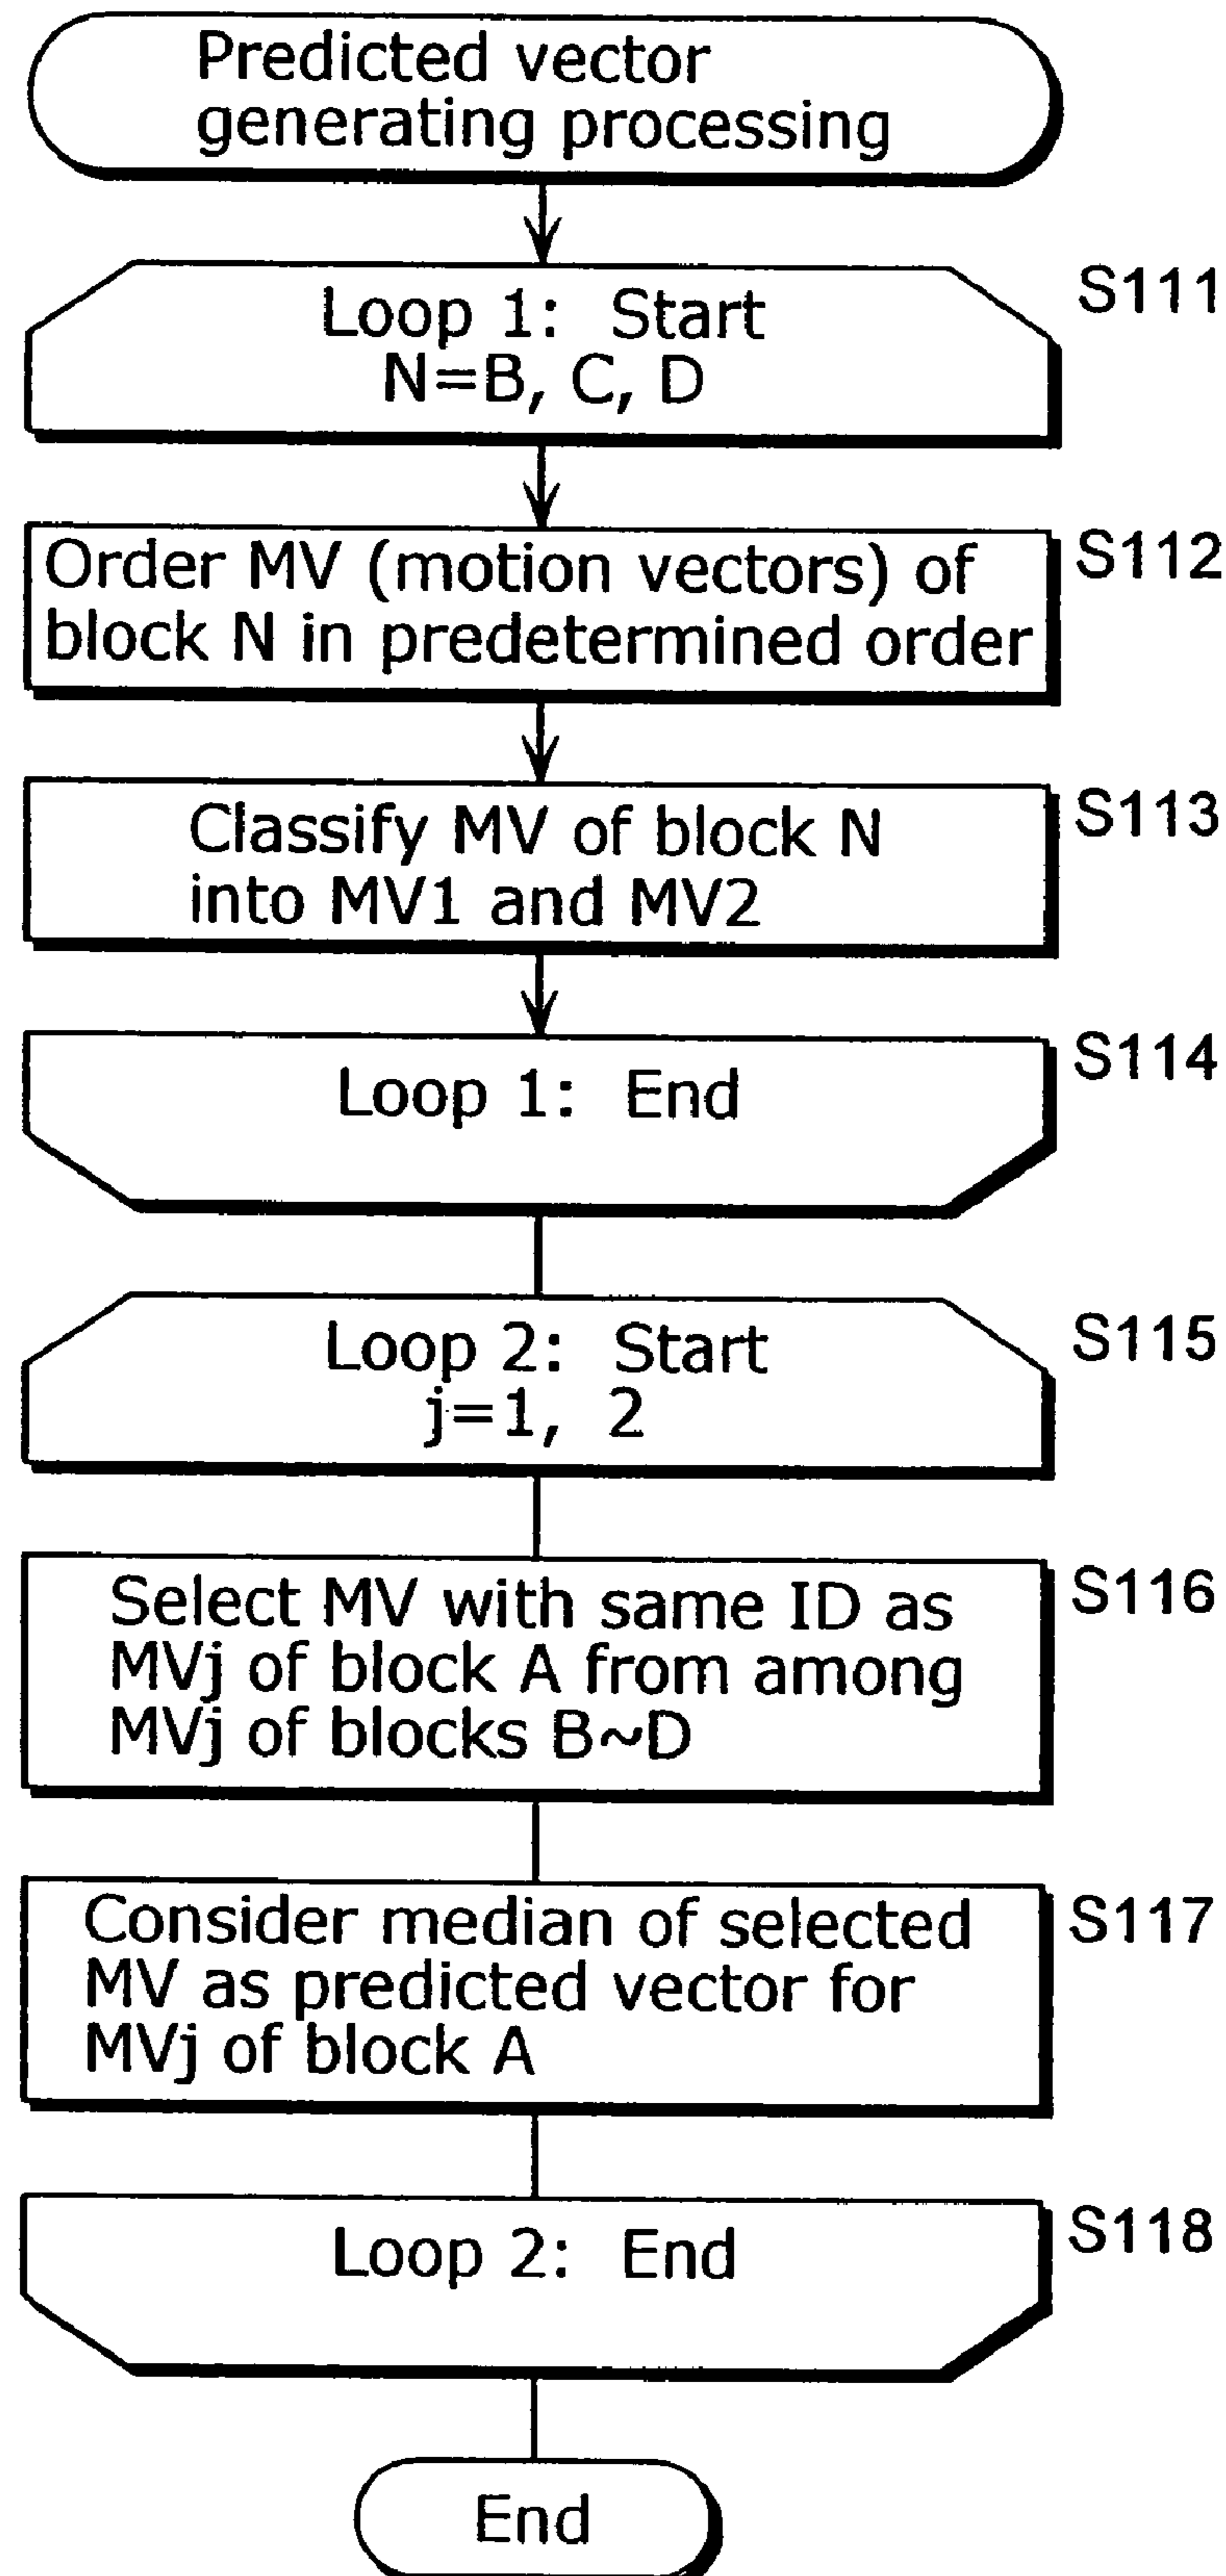 Predicted vector
generating processing
S111
Loop 1: Start
N=B, C, D
S112
Order MV (motion vectors) of
block N in predetermined order
S113
Classify MV of block N
into MV1 and MV2
S114
Loop 1: End
S115
Loop 2: Start
j=1, 2
S116
Select MV with same ID as
MVj of block A from among
MVj of blocks B~D
S117
Consider median of selected
MV as predicted vector for
MVj of block A
S118
Loop 2: End
End